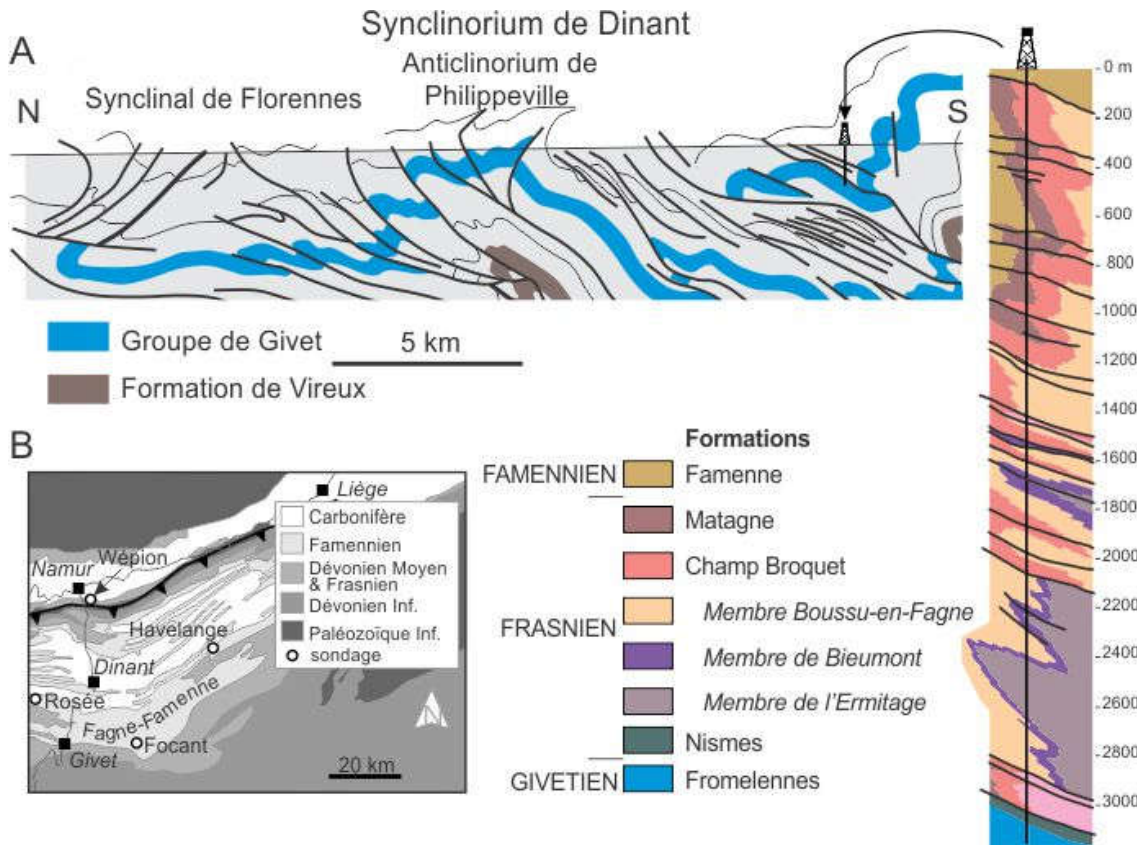 Synclinorium de Dinant
A
Anticlinorium de
Philippeville
Synclinal de Florennes
N
S
Groupe de Givet
5 km
Formation de Vireux
0 m
200
400
600
800
1000
1200
1400
1600
1800
2000
2200
2400
2600
2800
3000
B
Liège
Carbonifère
Famennien
Dévonien Moyen
& Frasnien
Dévonien Inf.
Paléozoïque Inf.
sondage
Wépion
Namur
Havelange
Dinant
Rosée
Fagne-Famenne
Focant
Givet
N
20 km
Formations
FAMENNIEN
Famenne
Matagne
Champ Broquet
Membre Boussu-en-Fagne
FRASNIEN
Membre de Bieumont
Membre de l'Ermitage
Nismes
GIVETIEN
Fromelennes